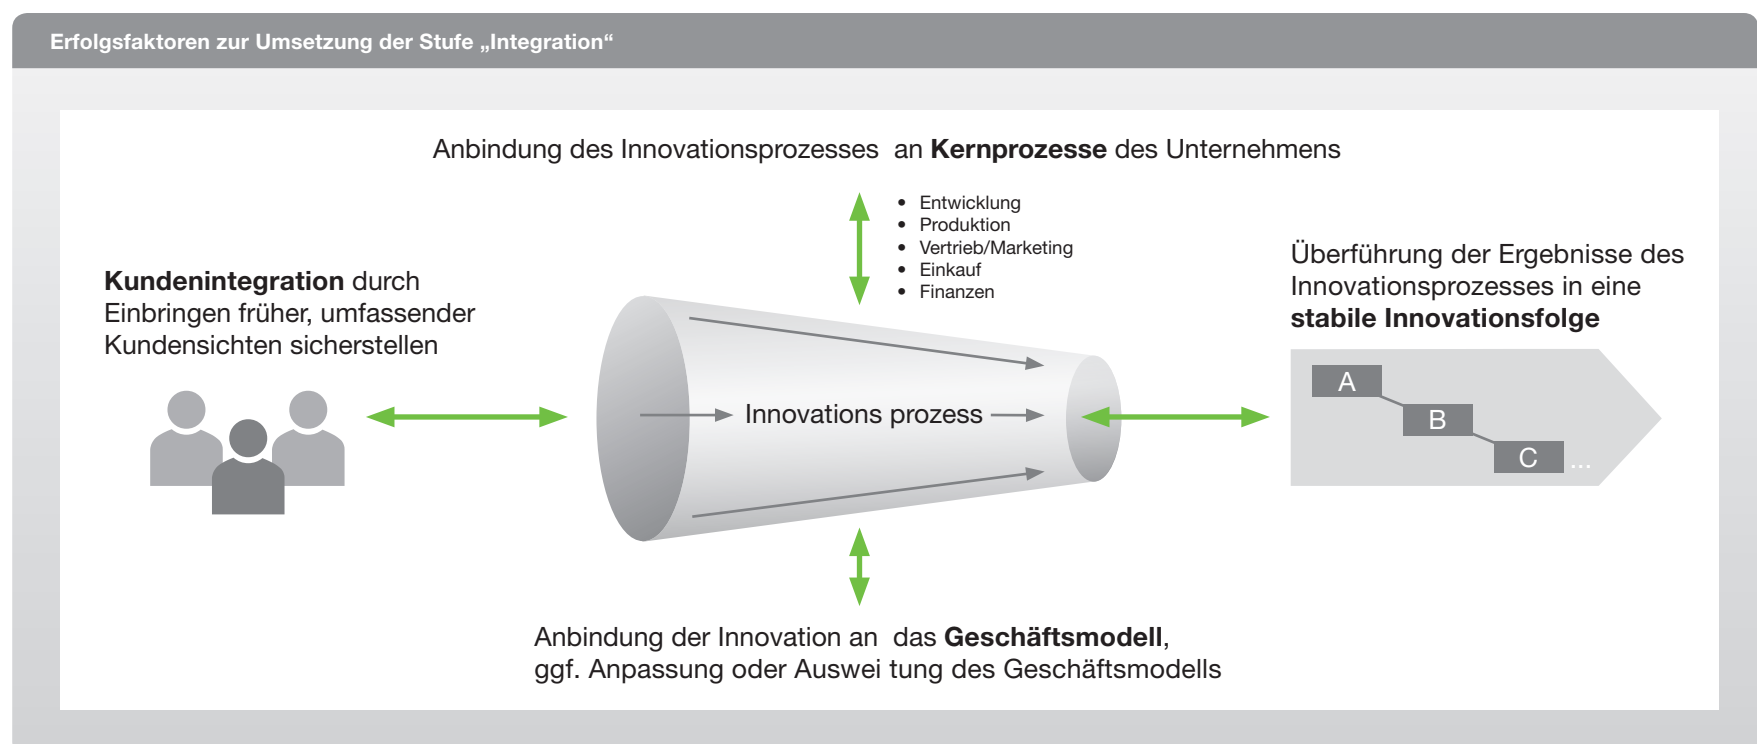 Erfolgsfaktoren zur Umsetzung der Stufe „Integration“
Anbindung des Innovationsprozesses  an Kernprozesse des Unternehmens
• Entwicklung
• Produktion
• Vertrieb/Marketing
• Einkauf
• Finanzen
Kundenintegration durch
Einbringen früher, umfassender
Kundensichten sicherstellen
Innovations prozess
Überführung der Ergebnisse des
Innovationsprozesses in eine
stabile Innovationsfolge
A
B
C ...
Anbindung der Innovation an  das Geschäftsmodell,
ggf. Anpassung oder Auswei tung des Geschäftsmodells